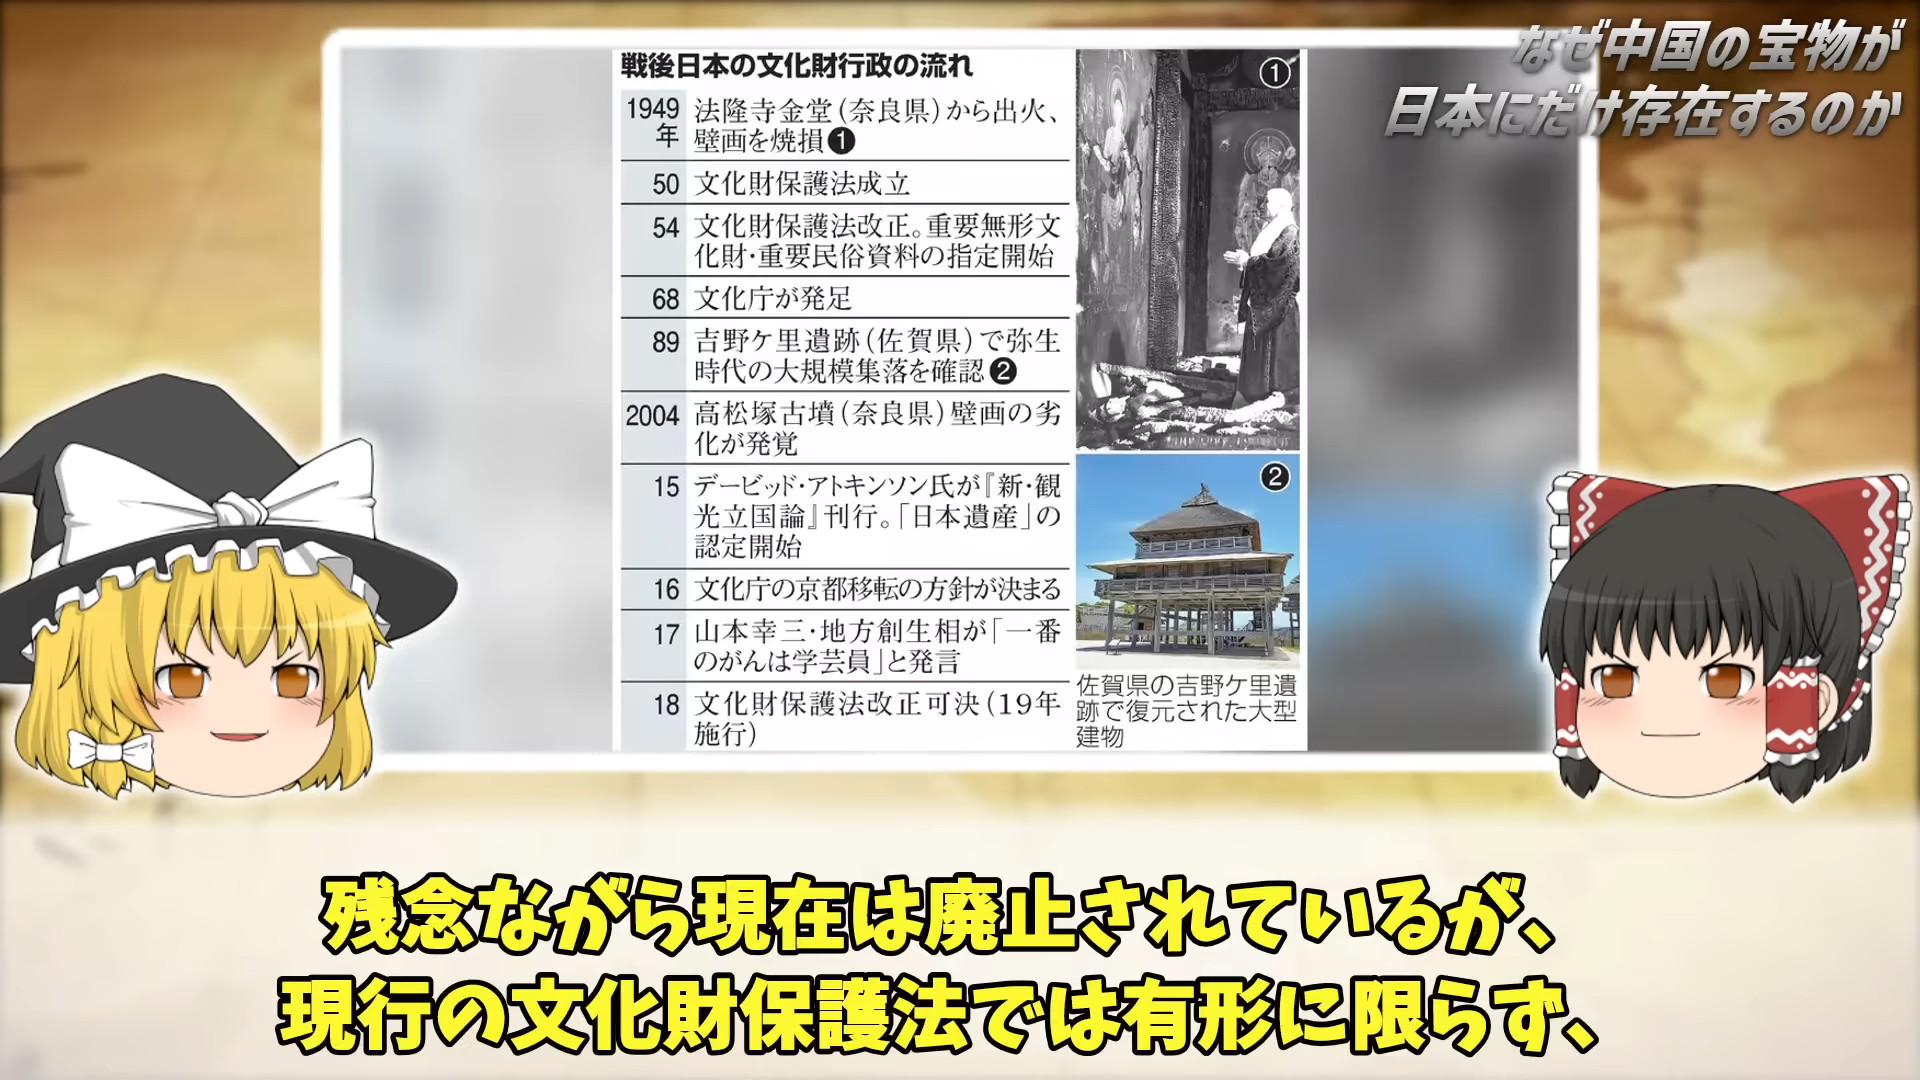 なぜ中国の宝物が
日本にだけ存在するのか
戦後日本の文化財行政の流れ
1949年 法隆寺金堂(奈良県)から出火、
壁画を焼損❶
50 文化財保護法成立
54 文化財保護法改正。重要無形文
化財・重要民俗資料の指定開始
68 文化庁が発足
89 吉野ケ里遺跡(佐賀県)で弥生
時代の大規模集落を確認❷
2004 高松塚古墳(奈良県)壁画の劣
化が発覚
15 デービッド・アトキンソン氏が『新・観
光立国論』刊行。「日本遺産」の
認定開始
16 文化庁の京都移転の方針が決まる
17 山本幸三・地方創生相が「一番
のがんは学芸員」と発言
18 文化財保護法改正可決(19年
施行)
①
❷
佐賀県の吉野ケ里遺
跡で復元された大型
建物
残念ながら現在は廃止されているが、
現行の文化財保護法では有形に限らず、